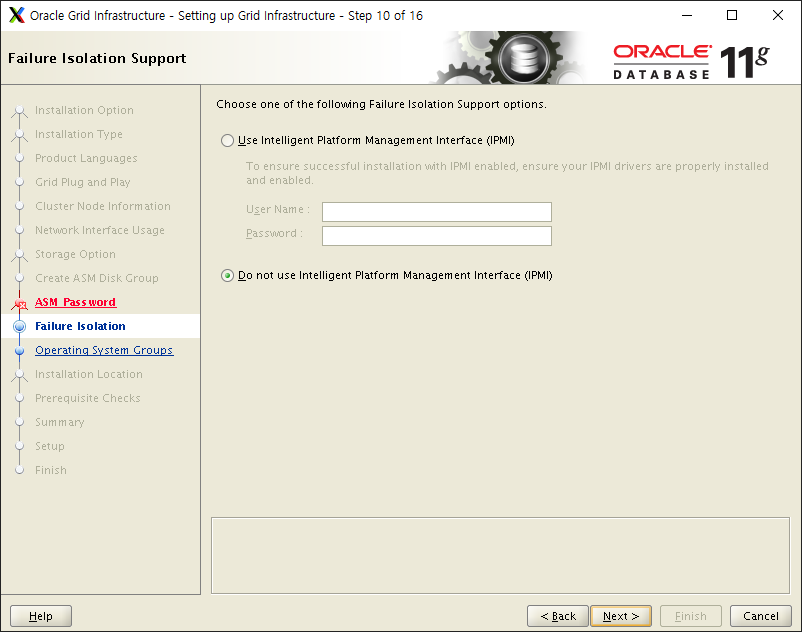 Oracle Grid Infrastructure - Setting up Grid Infrastructure - Step 10 of 16
Failure Isolation Support
ORACLE
DATABASE
11g
Installation Option
Installation Type
Product Languages
Grid Plug and Play
Cluster Node Information
Network Interface Usage
Storage Option
Create ASM Disk Group
ASM Password
Failure Isolation
Operating System Groups
Installation Location
Prerequisite Checks
Summary
Setup
Finish
Choose one of the following Failure Isolation Support options.
Use Intelligent Platform Management Interface (IPMI)
To ensure successful installation with IPMI enabled, ensure your IPMI drivers are properly installed
and enabled.
User Name :
Password :
Do not use Intelligent Platform Management Interface (IPMI)
Help
< Back
Next >
Finish
Cancel